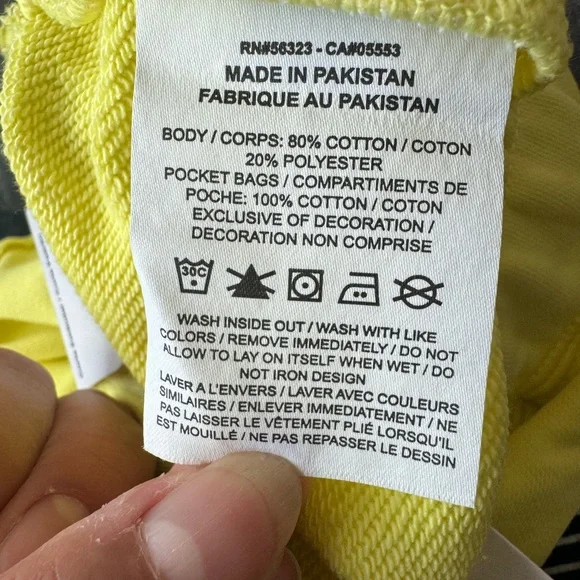 RN#56323 - CA#05553
MADE IN PAKISTAN
FABRIQUE AU PAKISTAN
BODY / CORPS: 80% COTTON / COTON
20% POLYESTER
POCKET BAGS / COMPARTIMENTS DE
POCHE: 100% COTTON / COTON
EXCLUSIVE OF DECORATION /
DECORATION NON COMPRISE
30C
WASH INSIDE OUT / WASH WITH LIKE
COLORS / REMOVE IMMEDIATELY / DO NOT
ALLOW TO LAY ON ITSELF WHEN WET / DO
NOT IRON DESIGN
LAVER A L'ENVERS / LAVER AVEC COULEURS
SIMILAIRES / ENLEVER IMMEDIATEMENT / NE
PAS LAISSER LE VÊTEMENT PLIÉ LORSQU'IL
EST MOUILLÉ / NE PAS REPASSER LE DESSIN